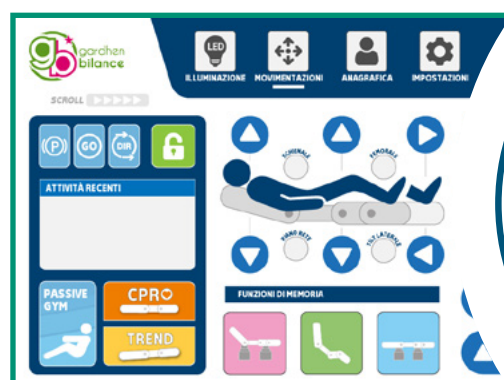 gardhen
bilance
gb
LED
ILLUMINAZIONE
MOVIMENTAZIONI
ANAGRAFICA
IMPOSTAZIONI
SCROLL
(P)
GO
DIR
ATTIVITÀ RECENTI
SCHIENALE
FEMORALE
PIANO RETE
TILT LATERALE
PASSIVE
GYM
CPR
TREND
FUNZIONI DI MEMORIA